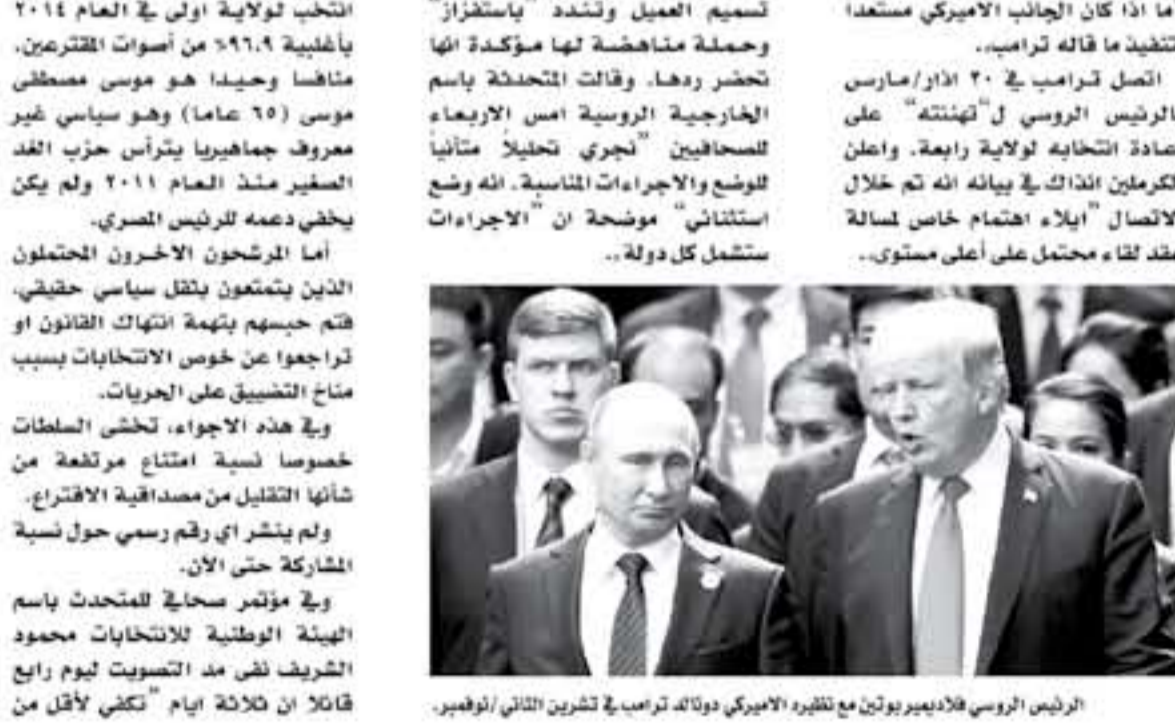 ما اذا كان الجانب الاميركي مستعدا
تنفيذ ما قاله ترامب».
اتصل ترامب في ٢٠ اذار/مارس
الرئيس الروسي ل"تهنئته" على
عادة انتخابه لولاية رابعة. واعلن
لكرملين انذاك في بيانه انه تم خلال
لاتصال "ايلاء اهتمام خاص لمسالة
عقد لقاء محتمل على أعلى مستوى».
تسميم العميل وتندد "باستفزاز"
وحملة مناهضة لها مؤكدة انها
تحضر ردها. وقالت المتحدثة باسم
الخارجية الروسية امس الاربعاء
للصحافيين "نجري تحليلاً متأنياً
للوضع والاجراءات المناسبة. انه وضع
استثنائي" موضحة ان "الاجراءات
ستشمل كل دولة».
الرئيس الروسي فلاديمير بوتين مع نظيره الاميركي دونالد ترامب في تشرين الثاني/نوفمبر.
انتخب لولاية اولى في العام ٢٠١٤
بأغلبية ٩٦،٩٪ من أصوات المقترعين،
منافسا وحيدا هو موسى مصطفى
موسى (٦٥ عاما) وهو سياسي غير
معروف جماهيريا يترأس حزب الغد
الصغير منذ العام ٢٠١١ ولم يكن
يخفي دعمه للرئيس المصري.
أما المرشحون الاخرون المحتملون
الذين يتمتعون بثقل سياسي حقيقي،
فتم حبسهم بتهمة انتهاك القانون او
تراجعوا عن خوص الانتخابات بسبب
مناخ التضييق على الحريات.
وفي هذه الاجواء، تخشى السلطات
خصوصا نسبة امتناع مرتفعة من
شأنها التقليل من مصداقية الاقتراع.
ولم ينشر اي رقم رسمي حول نسبة
المشاركة حتى الآن.
وفي مؤتمر صحافي للمتحدث باسم
الهيئة الوطنية للانتخابات محمود
الشريف نفى مد التصويت ليوم رابع
قائلا ان ثلاثة ايام "تكفي لأقل من